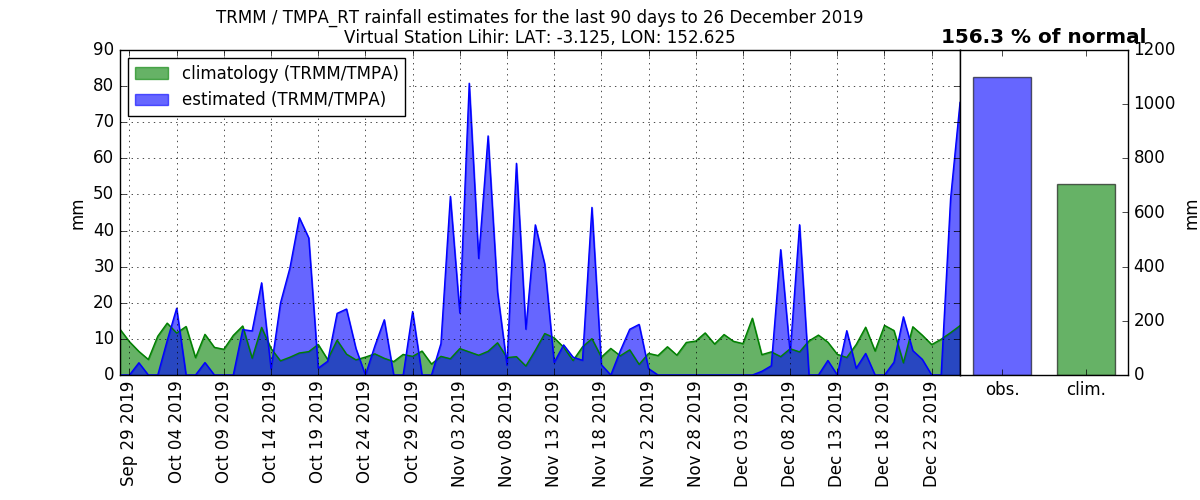 TRMM / TMPA_RT rainfall estimates for the last 90 days to 26 December 2019
Virtual Station Lihir: LAT: -3.125, LON: 152.625
156.3 % of normal
climatology (TRMM/TMPA)
estimated (TRMM/TMPA)
mm
90
80
70
60
50
40
30
20
10
0
Sep 29 2019
Oct 04 2019
Oct 09 2019
Oct 14 2019
Oct 19 2019
Oct 24 2019
Oct 29 2019
Nov 03 2019
Nov 08 2019
Nov 13 2019
Nov 18 2019
Nov 23 2019
Nov 28 2019
Dec 03 2019
Dec 08 2019
Dec 13 2019
Dec 18 2019
Dec 23 2019
obs.
clim.
1200
1000
800
600
400
200
0
mm